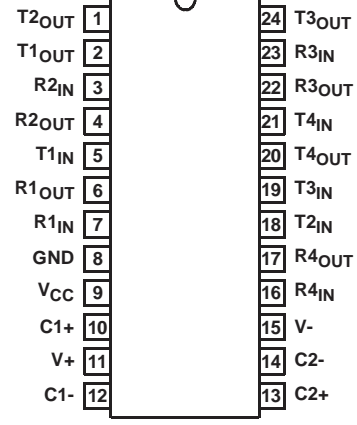 T2OUT 1 24 T3OUT
T1OUT 2 23 R3IN
R2IN 3 22 R3OUT
R2OUT 4 21 T4IN
T1IN 5 20 T4OUT
R1OUT 6 19 T3IN
R1IN 7 18 T2IN
GND 8 17 R4OUT
VCC 9 16 R4IN
C1+ 10 15 V-
V+ 11 14 C2-
C1- 12 13 C2+